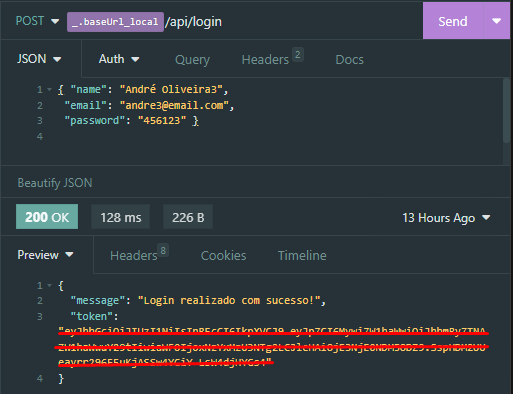 POST _.baseUrl_local /api/login Send
JSON Auth Query Headers 2 Docs
1 { "name": "André Oliveira3",
2 "email": "andre3@email.com",
3 "password": "456123" }
4
Beautify JSON
200 OK 128 ms 226 B 13 Hours Ago
Preview Headers 8 Cookies Timeline
1 {
2 "message": "Login realizado com sucesso!",
3 "token":
4 }